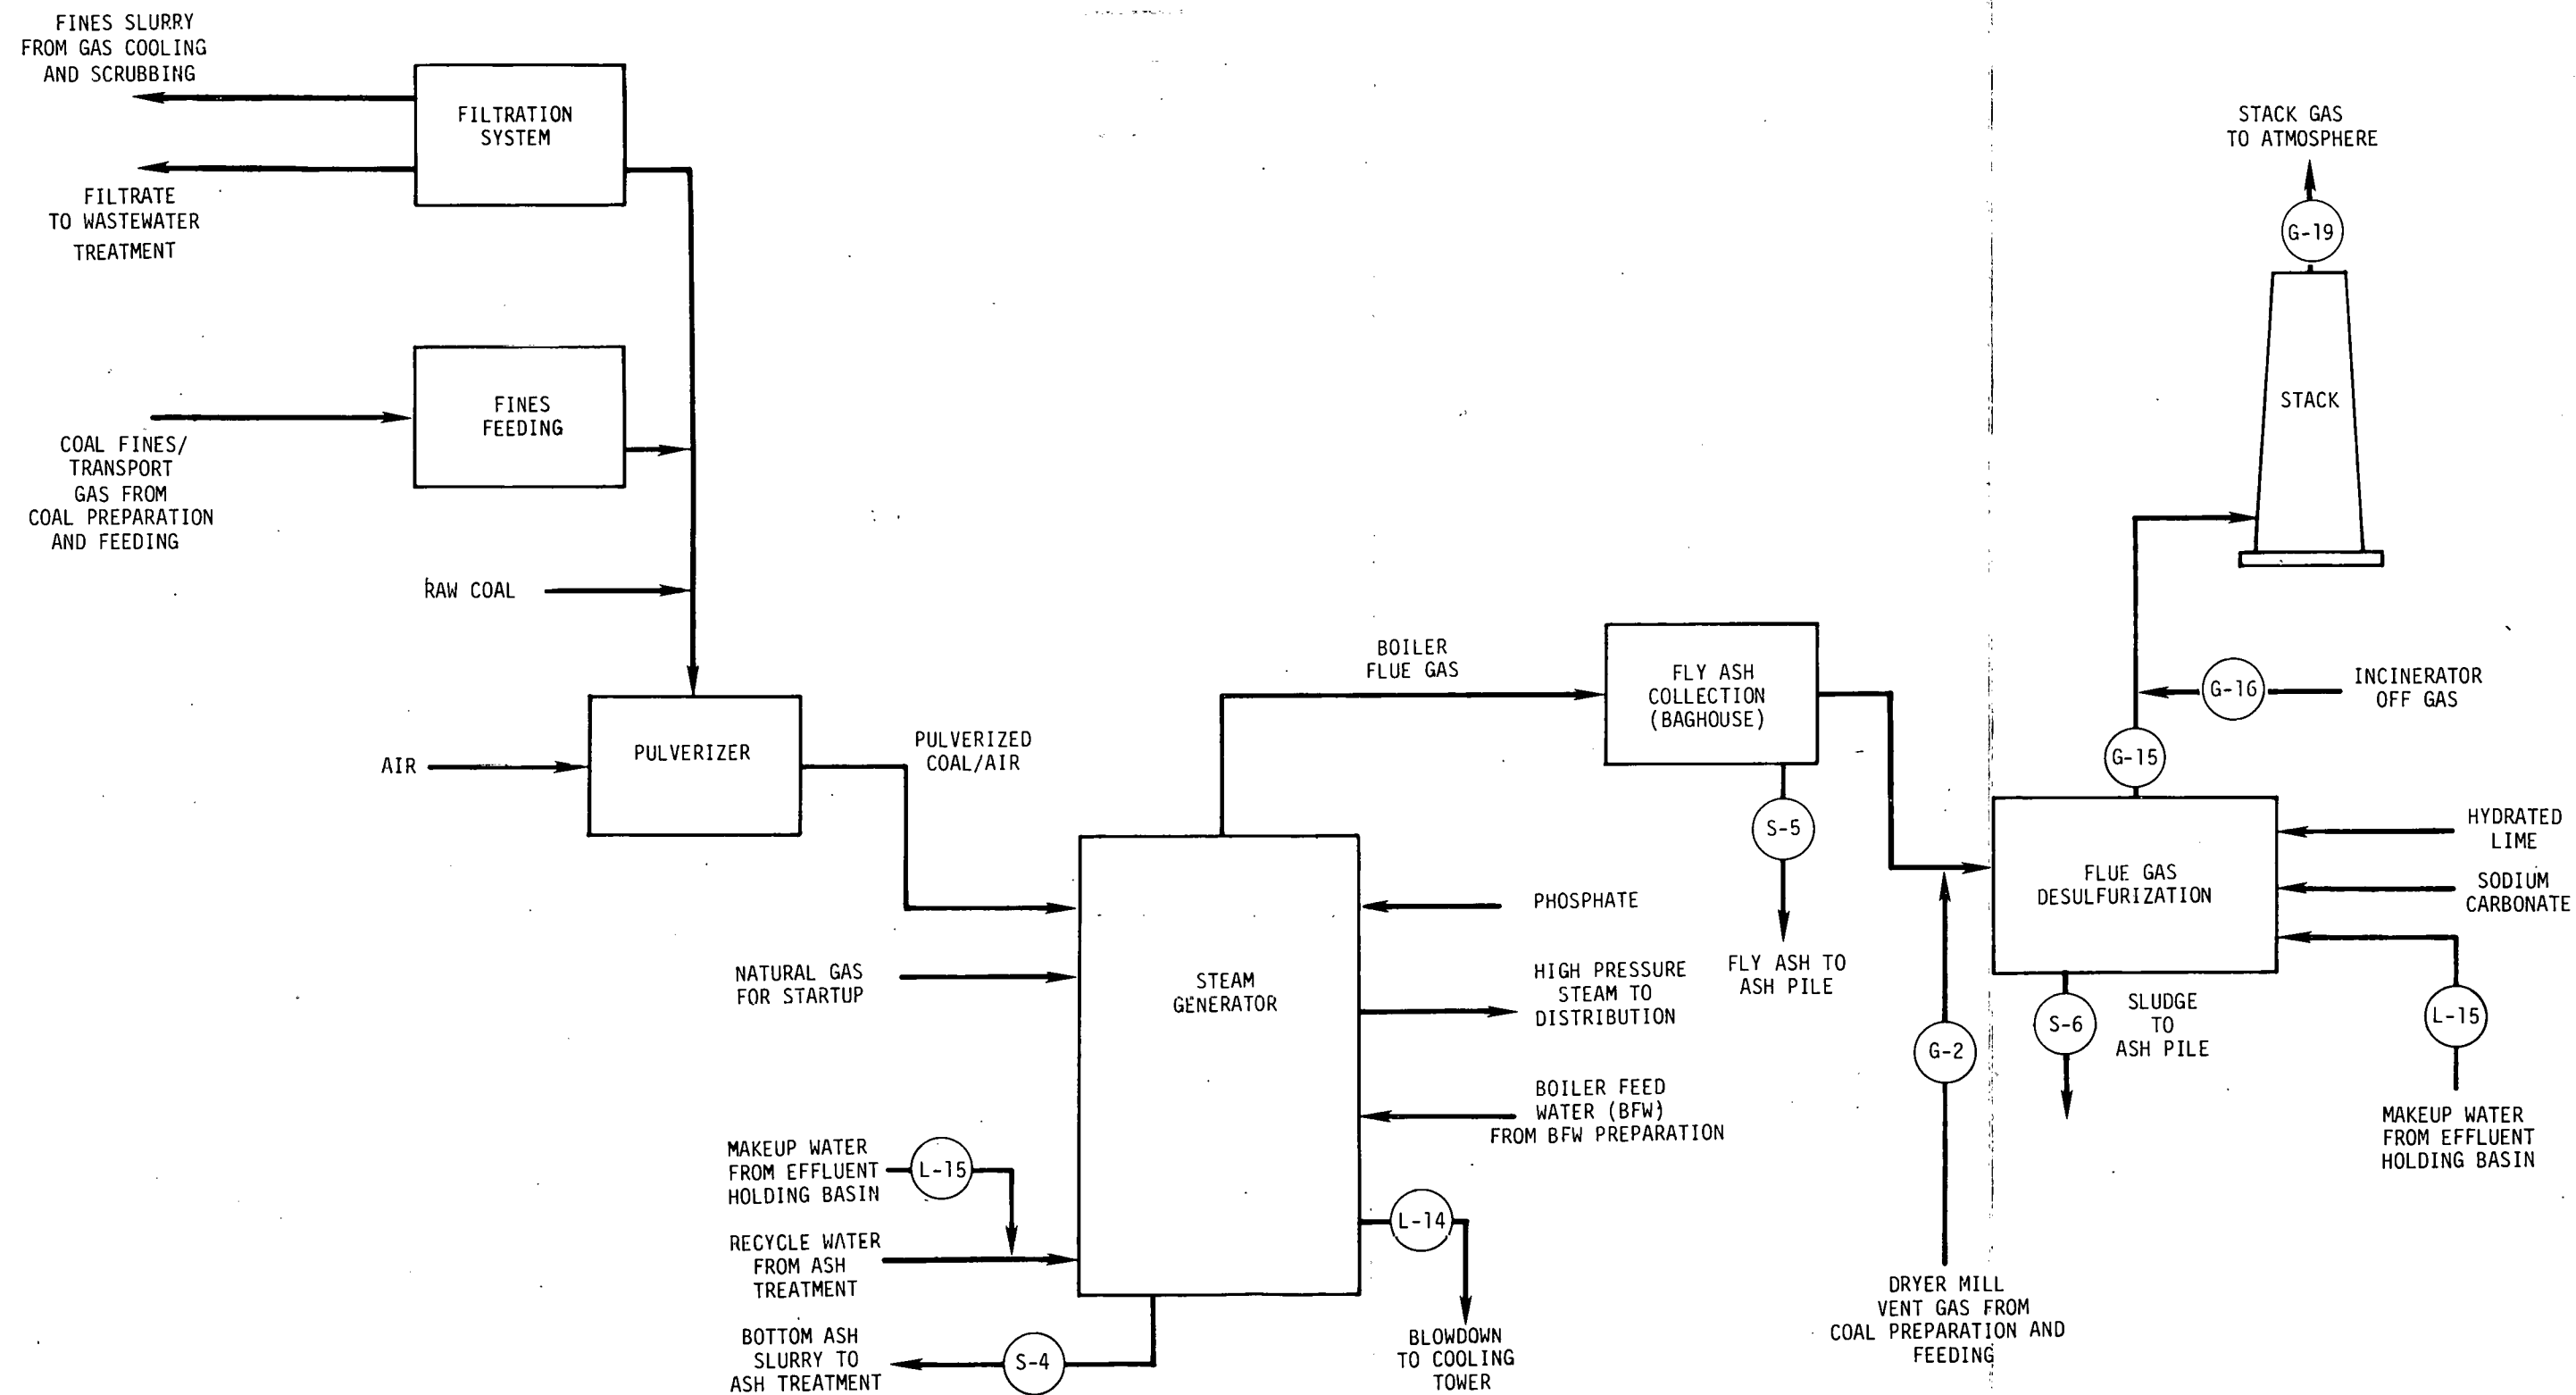 FINES SLURRY
FROM GAS COOLING
AND SCRUBBING
FILTRATION
SYSTEM
FILTRATE
TO WASTEWATER
TREATMENT
STACK GAS
TO ATMOSPHERE
G-19
STACK
FINES
FEEDING
COAL FINES/
TRANSPORT
GAS FROM
COAL PREPARATION
AND FEEDING
RAW COAL
AIR
PULVERIZER
PULVERIZED
COAL/AIR
BOILER
FLUE GAS
FLY ASH
COLLECTION
(BAGHOUSE)
G-16
INCINERATOR
OFF GAS
G-15
S-5
FLY ASH TO
ASH PILE
FLUE GAS
DESULFURIZATION
HYDRATED
LIME
SODIUM
CARBONATE
NATURAL GAS
FOR STARTUP
STEAM
GENERATOR
PHOSPHATE
HIGH PRESSURE
STEAM TO
DISTRIBUTION
BOILER FEED
WATER (BFW)
FROM BFW PREPARATION
G-2
S-6
SLUDGE
TO
ASH PILE
L-15
MAKEUP WATER
FROM EFFLUENT
HOLDING BASIN
MAKEUP WATER
FROM EFFLUENT
HOLDING BASIN
L-15
RECYCLE WATER
FROM ASH
TREATMENT
L-14
BOTTOM ASH
SLURRY TO
ASH TREATMENT
S-4
BLOWDOWN
TO COOLING
TOWER
DRYER MILL
VENT GAS FROM
COAL PREPARATION AND
FEEDING